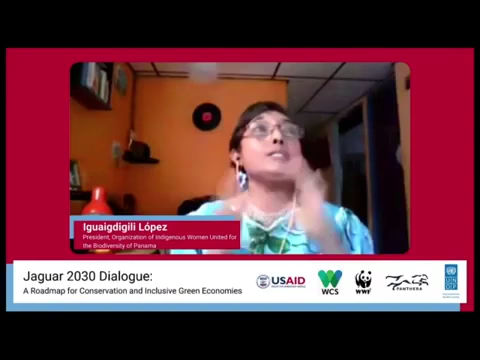 Iguaigdigili López
President, Organization of Indigenous Women United for
the Biodiversity of Panama
Jaguar 2030 Dialogue:
A Roadmap for Conservation and Inclusive Green Economies
USAID
WCS
WWF
PANTHERA